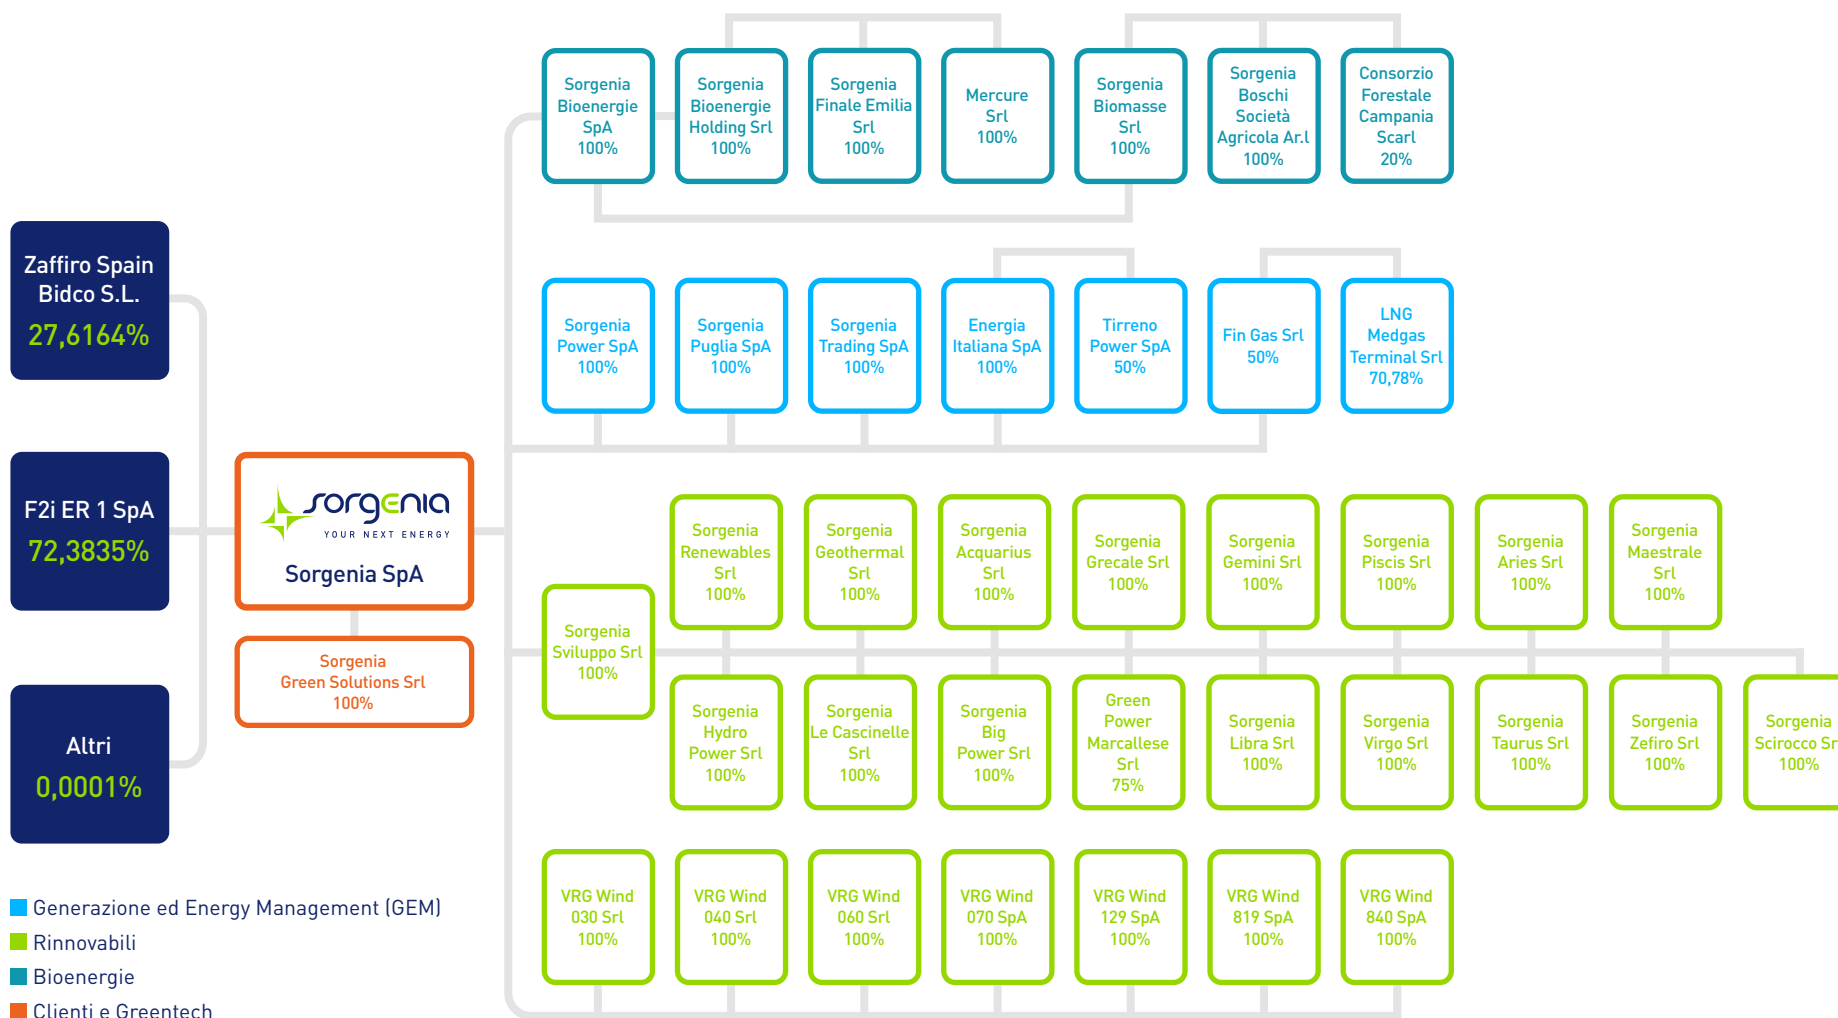 Sorgenia
Bioenergie
SpA
100%
Sorgenia
Bioenergie
Holding Srl
100%
Sorgenia
Finale Emilia
Srl
100%
Mercure
Srl
100%
Sorgenia
Biomasse
Srl
100%
Sorgenia
Boschi
Società
Agricola Ar.l
100%
Consorzio
Forestale
Campania
Scarl
20%
Zaffiro Spain
Bidco S.L.
27,6164%
F2i ER 1 SpA
72,3835%
Altri
0,0001%
sorgenia
YOUR NEXT ENERGY
Sorgenia SpA
Sorgenia
Green Solutions Srl
100%
Sorgenia
Power SpA
100%
Sorgenia
Puglia SpA
100%
Sorgenia
Trading SpA
100%
Energia
Italiana SpA
100%
Tirreno
Power SpA
50%
Fin Gas Srl
50%
LNG
Medgas
Terminal Srl
70,78%
Sorgenia
Sviluppo Srl
100%
Sorgenia
Renewables
Srl
100%
Sorgenia
Geothermal
Srl
100%
Sorgenia
Acquarius
Srl
100%
Sorgenia
Grecale Srl
100%
Sorgenia
Gemini Srl
100%
Sorgenia
Piscis Srl
100%
Sorgenia
Aries Srl
100%
Sorgenia
Maestrale
Srl
100%
Sorgenia
Hydro
Power Srl
100%
Sorgenia
Le Cascinelle
Srl
100%
Sorgenia
Big
Power Srl
100%
Green
Power
Marcallese
Srl
75%
Sorgenia
Libra Srl
100%
Sorgenia
Virgo Srl
100%
Sorgenia
Taurus Srl
100%
Sorgenia
Zefiro Srl
100%
Sorgenia
Scirocco Sr
100%
VRG Wind
030 Srl
100%
VRG Wind
040 Srl
100%
VRG Wind
060 Srl
100%
VRG Wind
070 SpA
100%
VRG Wind
129 SpA
100%
VRG Wind
819 SpA
100%
VRG Wind
840 SpA
100%
Generazione ed Energy Management (GEM)
Rinnovabili
Bioenergie
Clienti e Greentech